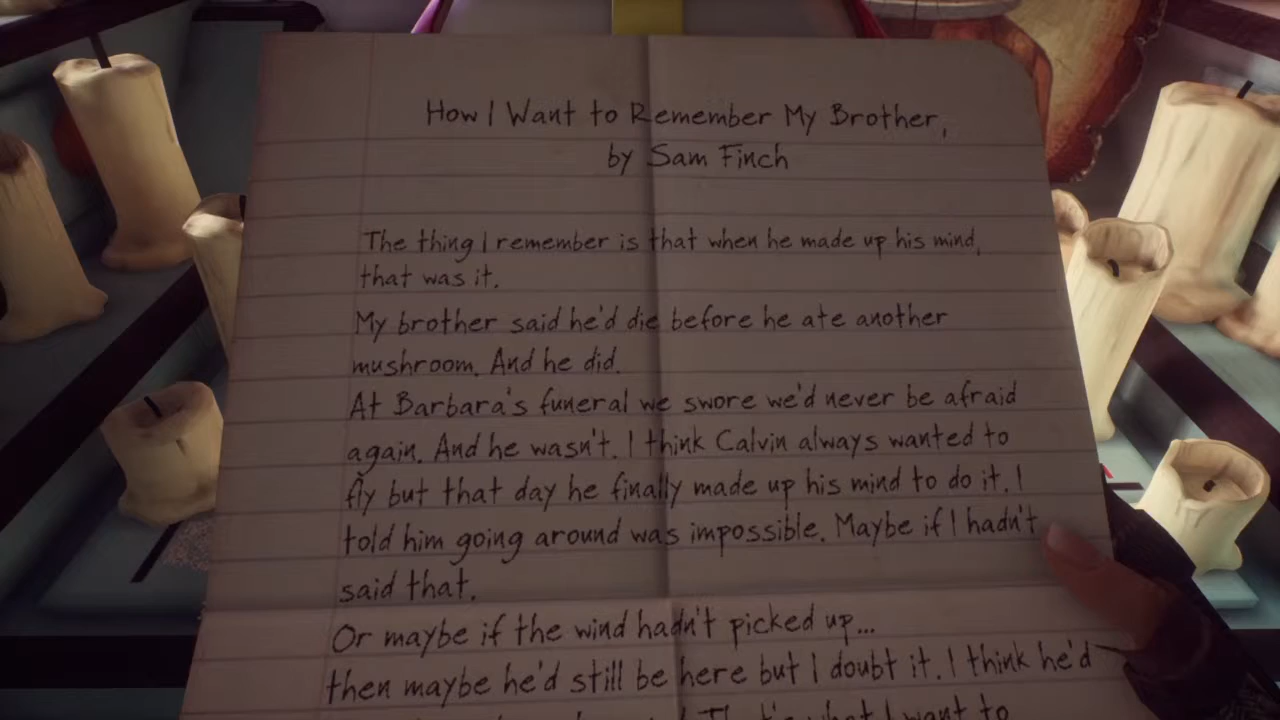 How I Want to Remember My Brother,
by Sam Finch
The thing I remember is that when he made up his mind,
that was it.
My brother said he'd die before he ate another
mushroom. And he did.
At Barbara's funeral we swore we'd never be afraid
again. And he wasn't. I think Calvin always wanted to
fly but that day he finally made up his mind to do it. I
told him going around was impossible. Maybe if I hadn't
said that.
Or maybe if the wind hadn't picked up...
then maybe he'd still be here but I doubt it. I think he'd
what I want to